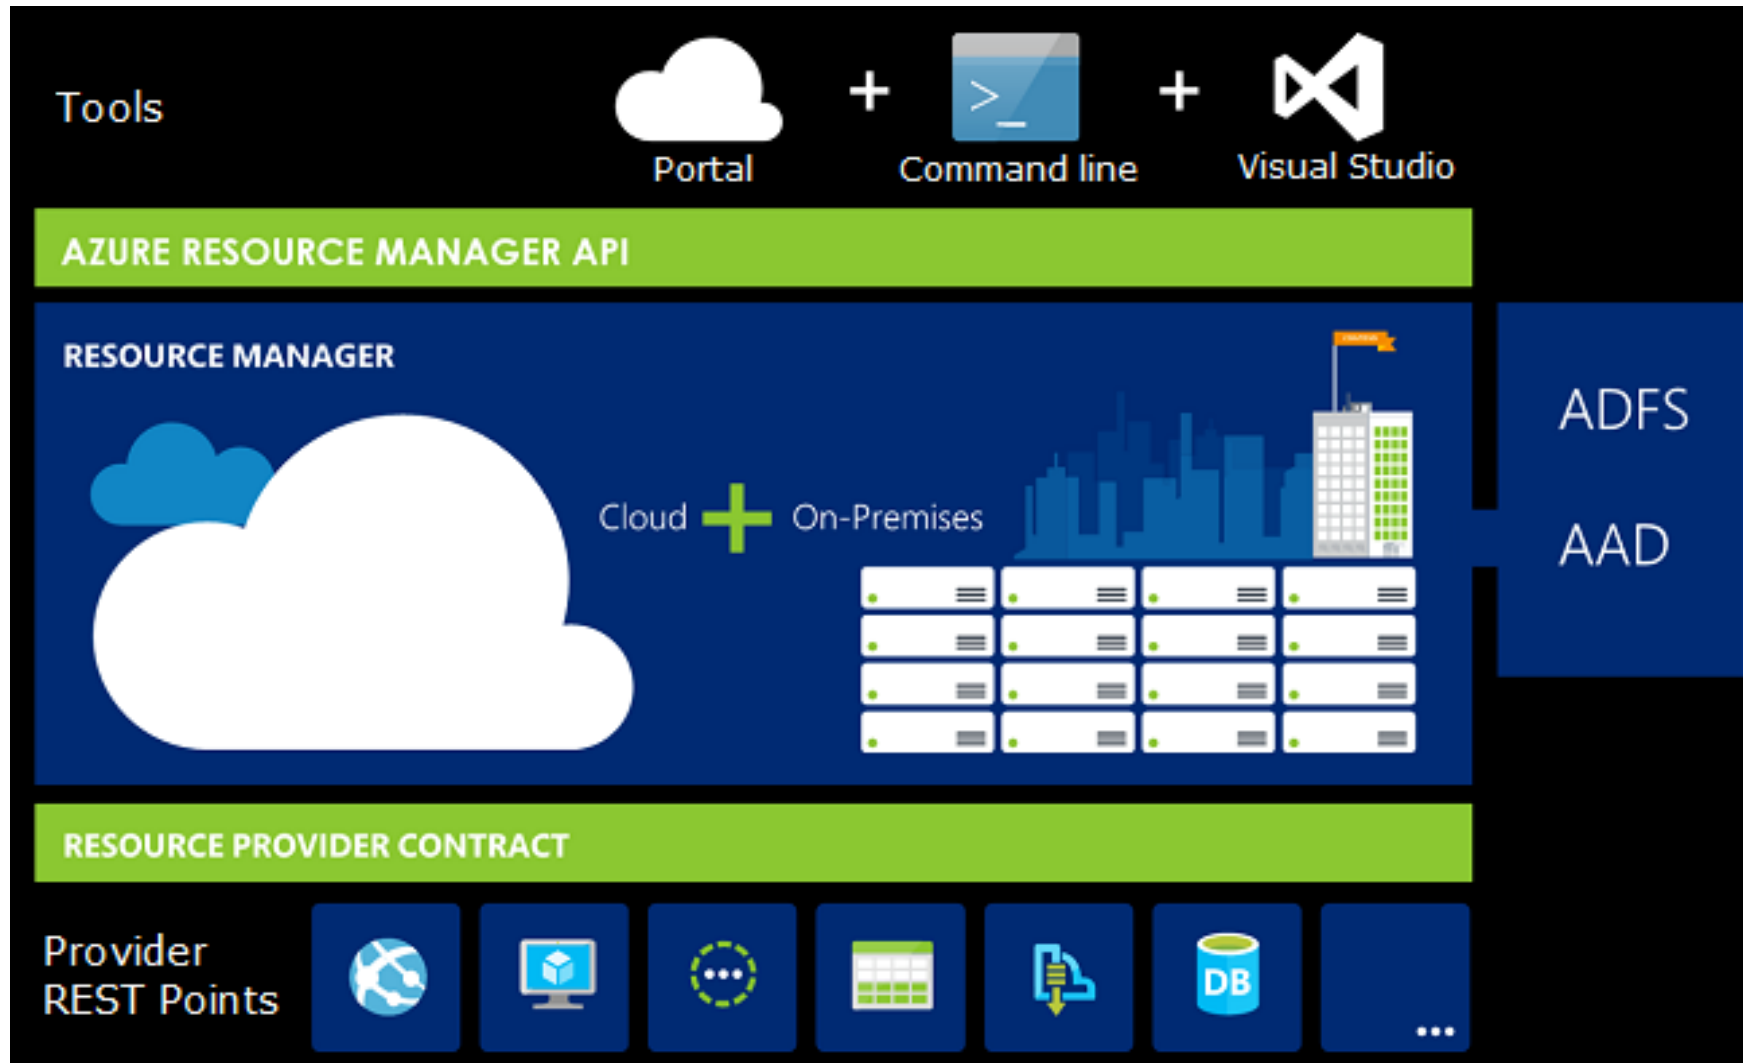 Tools
Portal
Command line
Visual Studio
AZURE RESOURCE MANAGER API
RESOURCE MANAGER
Cloud
On-Premises
ADFS
AAD
RESOURCE PROVIDER CONTRACT
Provider
REST Points
DB
...